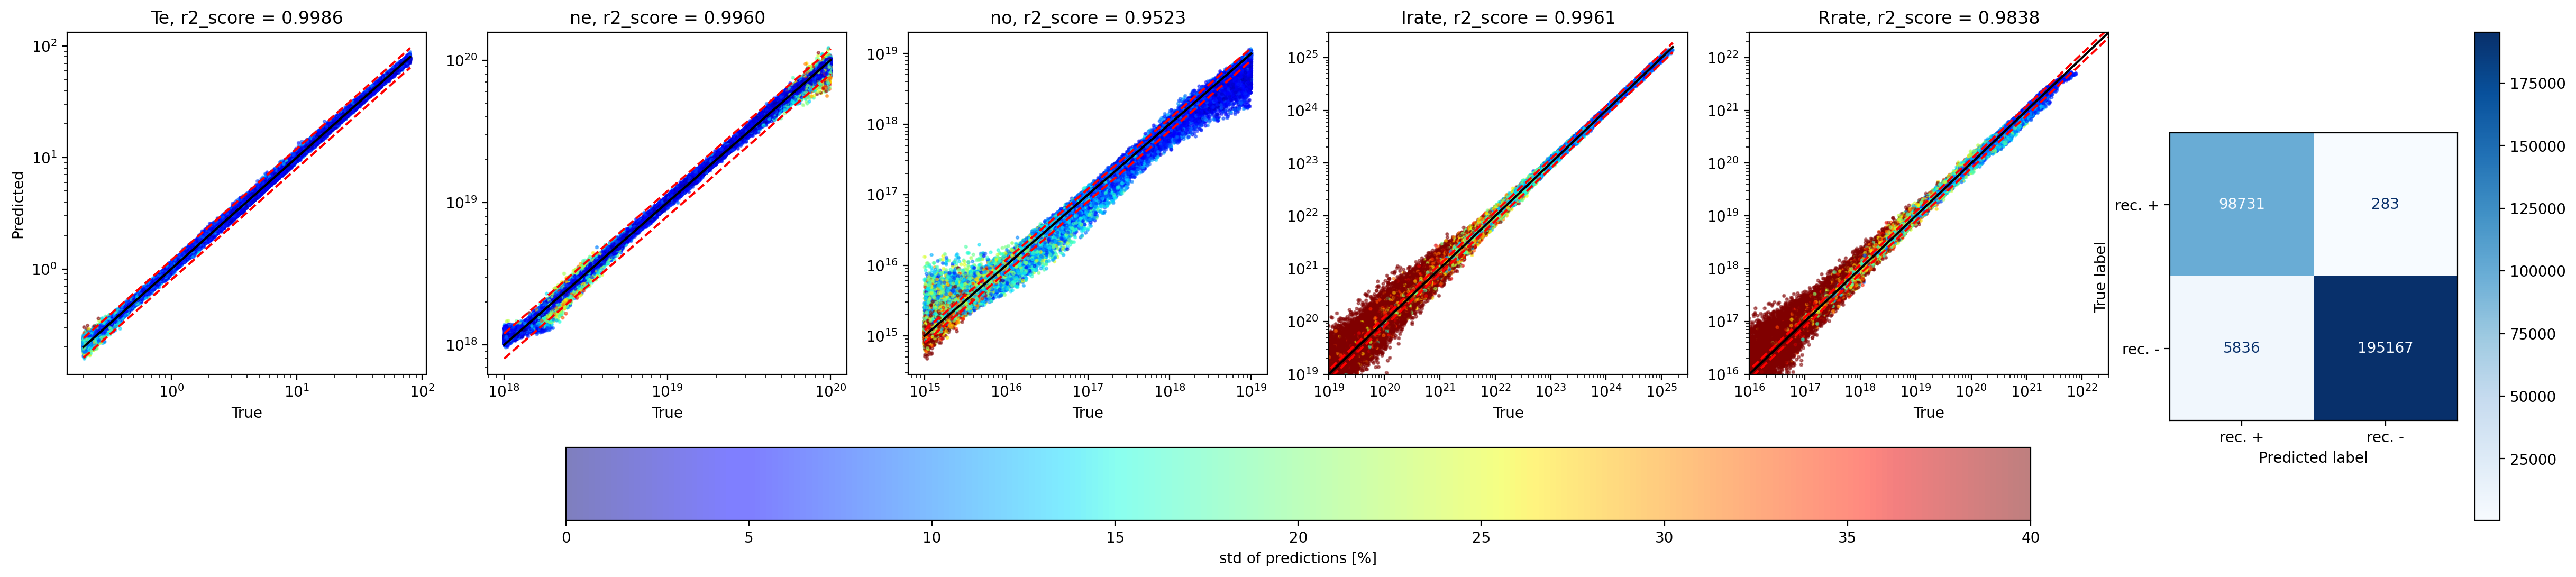 Te, r2_score = 0.9986
10²
10¹
10⁰
Predicted
10⁰ 10¹ 10²
True
ne, r2_score = 0.9960
10²⁰
10¹⁹
10¹⁸
10¹⁸ 10¹⁹ 10²⁰
True
no, r2_score = 0.9523
10¹⁹
10¹⁸
10¹⁷
10¹⁶
10¹⁵
10¹⁵ 10¹⁶ 10¹⁷ 10¹⁸ 10¹⁹
True
Irate, r2_score = 0.9961
10²⁵
10²⁴
10²³
10²²
10²¹
10²⁰
10¹⁹
10¹⁹ 10²⁰ 10²¹ 10²² 10²³ 10²⁴ 10²⁵
True
Rrate, r2_score = 0.9838
10²²
10²¹
10²⁰
10¹⁹
10¹⁸
10¹⁷
10¹⁶
10¹⁶ 10¹⁷ 10¹⁸ 10¹⁹ 10²⁰ 10²¹ 10²²
True
True label
rec. + 98731 283
rec. - 5836 195167
rec. + rec. -
Predicted label
175000
150000
125000
100000
75000
50000
25000
0 5 10 15 20 25 30 35 40
std of predictions [%]